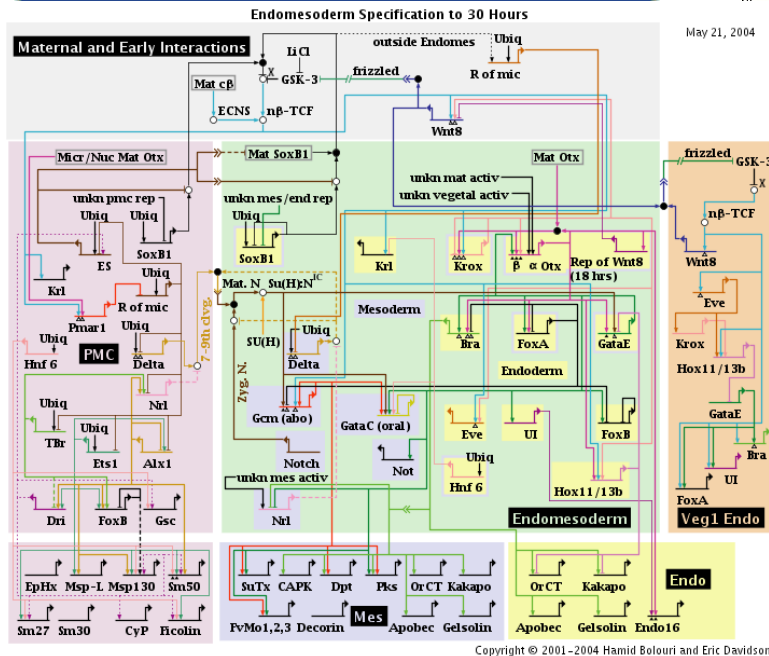 Endomesoderm Specification to 30 Hours
May 21, 2004
Maternal and Early Interactions
LiCl
outside Endomes
Ubiq
X
GSK-3
frizzled
R of mic
Mat cβ
ECNS
nβ-TCF
Wnt8
Micr/Nuc Mat Otx
Mat SoxB1
Mat Otx
frizzled
GSK-3
X
unkn pmc rep
unkn mes/end rep
unkn mat activ
unkn vegetal activ
nβ-TCF
Ubiq
Ubiq
SoxB1
Ubiq
SoxB1
ES
Krl
Krox
β α Otx
Rep of Wnt8
(18 hrs)
Wnt8
Krl
Ubiq
R of mic
Mat. N
Su(H):N
IC
Eve
Pmar1
Mesoderm
Krox
PMC
Ubiq
7-9th clvg.
SU(H)
Ubiq
Bra
FoxA
GataE
Hox11/13b
Hnf 6
Delta
Delta
Endoderm
Nrl
Zyg. N.
GataE
Ubiq
TBr
Ubiq
Ets1
Alx1
Gcm (abo)
GataC (oral)
Eve
UI
FoxB
Bra
Notch
Not
Ubiq
Hnf 6
UI
FoxA
unkn mes activ
Hox11/13b
Dri
FoxB
Gsc
Nrl
Endomesoderm
Veg1 Endo
EpHx
Msp-L
Msp130
Sm50
SuTx
CAPK
Dpt
Pks
OrCT
Kakapo
OrCT
Kakapo
Endo
Sm27
Sm30
CyP
Ficolin
FvMo1,2,3
Decorin
Mes
Apobec
Gelsolin
Apobec
Gelsolin
Endo16
Copyright © 2001-2004 Hamid Bolouri and Eric Davidson